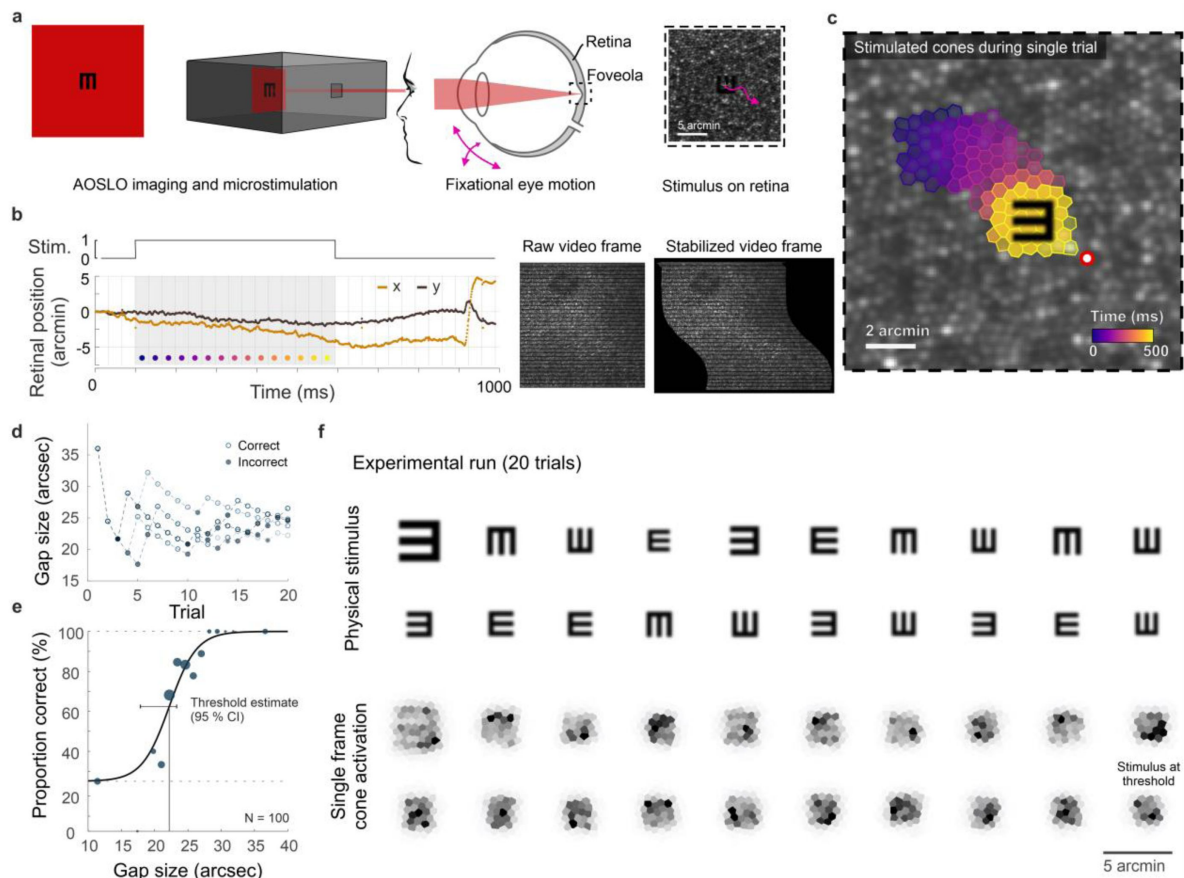 a
Retina
Foveola
5 arcmin
AOSLO imaging and microstimulation
Fixational eye motion
Stimulus on retina
b
Stim.
1
0
Retinal position
(arcmin)
5
0
-5
x
y
0
Time (ms)
1000
Raw video frame
Stabilized video frame
c
Stimulated cones during single trial
2 arcmin
Time (ms)
0
500
d
Gap size (arcsec)
35
30
25
20
15
Correct
Incorrect
0
5
10
15
20
Trial
e
Proportion correct (%)
100
80
60
40
20
0
Threshold estimate
(95 % CI)
N = 100
10
15
20
25
30
35
40
Gap size (arcsec)
f
Experimental run (20 trials)
Physical stimulus
Single frame
cone activation
Stimulus at
threshold
5 arcmin